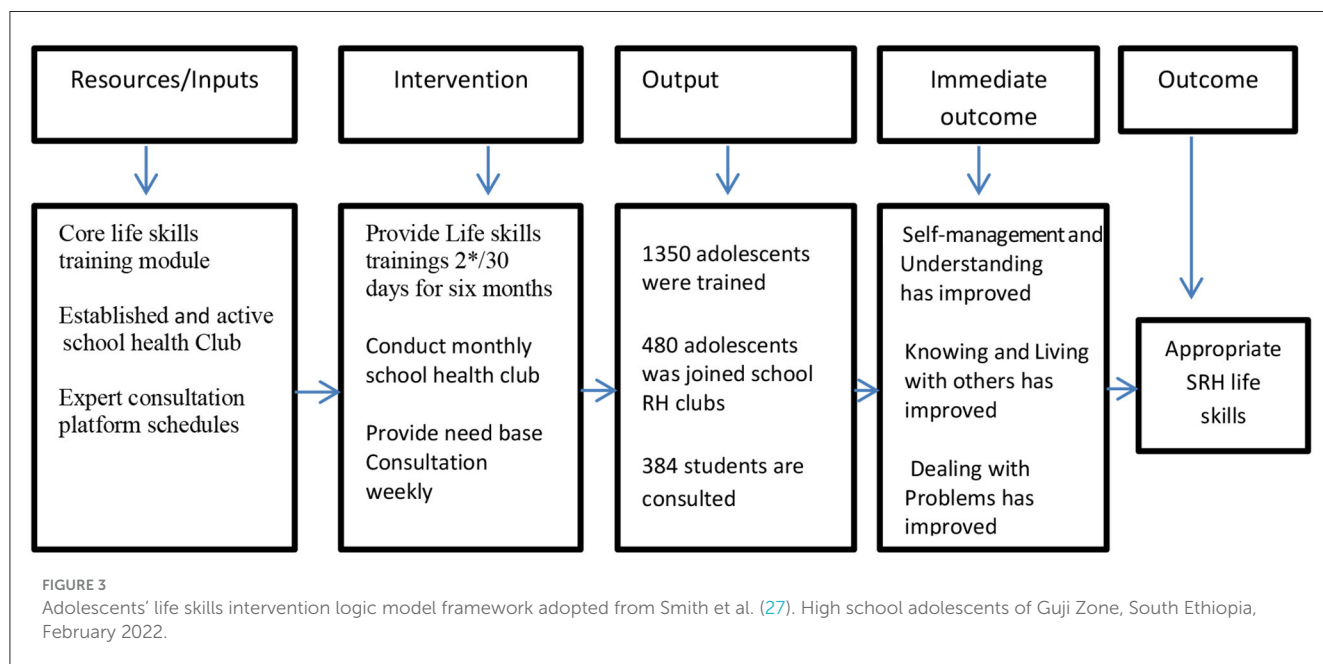 Resources/Inputs
Intervention
Output
Immediate
outcome
Outcome
Core life skills
training module
Established and active
school health Club
Expert consultation
platform schedules
Provide Life skills
trainings 2*/30
days for six months
Conduct monthly
school health club
Provide need base
Consultation
weekly
1350 adolescents
were trained
480 adolescents
was joined school
RH clubs
384 students are
consulted
Self-management and
Understanding
has improved
Knowing and Living
with others has
improved
Dealing with
Problems has
improved
Appropriate
SRH life
skills
FIGURE 3
Adolescents’ life skills intervention logic model framework adopted from Smith et al. (27). High school adolescents of Guji Zone, South Ethiopia,
February 2022.